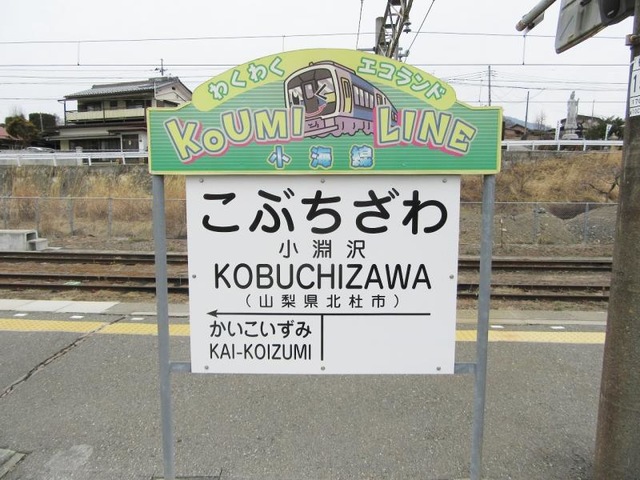 わくわく エコランド
KOUMI LINE
小海線
こぶちざわ
小淵沢
KOBUCHIZAWA
（山梨県北杜市）
かいこいずみ
KAI-KOIZUMI